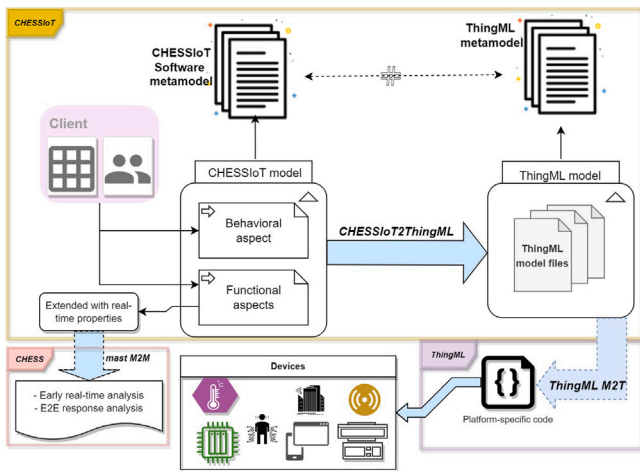 CHESSIoT
CHESSIoT
Software
metamodel
ThingML
metamodel
Client
CHESSIoT model
ThingML model
Behavioral
aspect
CHESSIoT2ThingML
ThingML
model files
Functional
aspects
Extended with real-
time properties
CHESS
mast M2M
- Early real-time analysis
- E2E response analysis
Devices
°C
ThingML
ThingML M2T
Platform-specific code